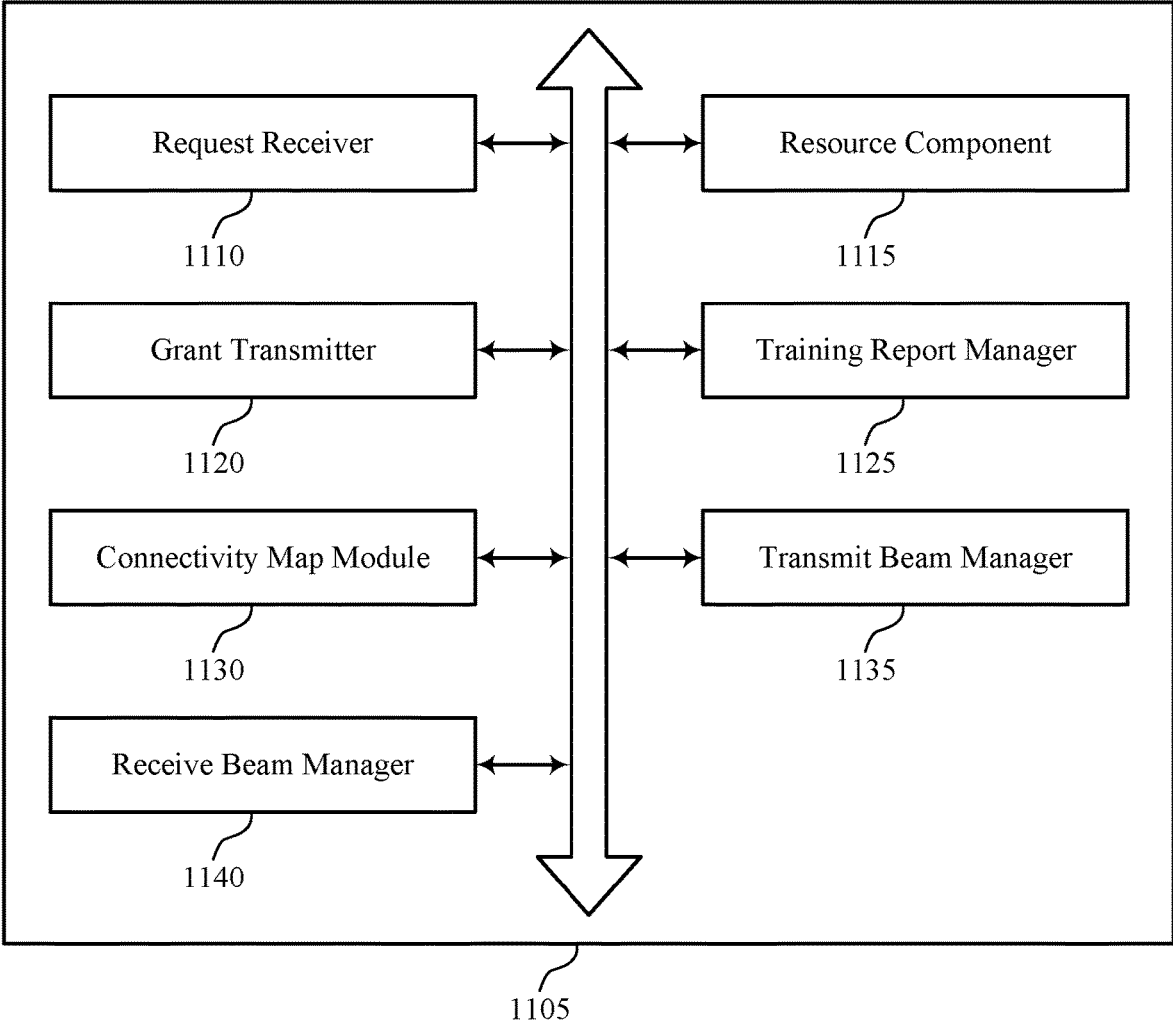 Request Receiver
Resource Component
1110
1115
Grant Transmitter
Training Report Manager
1120
1125
Connectivity Map Module
Transmit Beam Manager
1130
1135
Receive Beam Manager
1140
1105